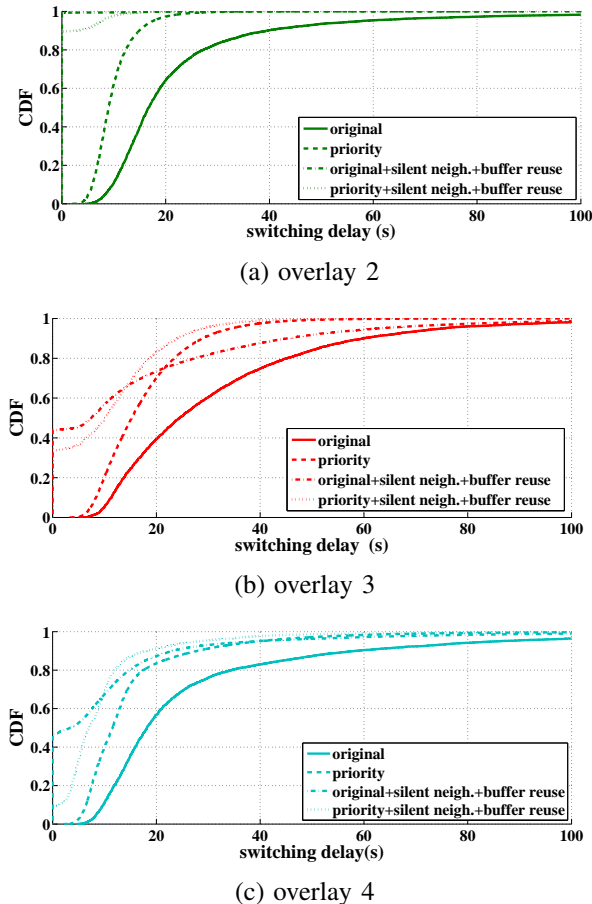 1
0.8
0.6
0.4
0.2
0
CDF
original
priority
original+silent neigh.+buffer reuse
priority+silent neigh.+buffer reuse
0 20 40 60 80 100
switching delay (s)
(a) overlay 2
1
0.8
0.6
0.4
0.2
0
CDF
original
priority
original+silent neigh.+buffer reuse
priority+silent neigh.+buffer reuse
0 20 40 60 80 100
switching delay (s)
(b) overlay 3
1
0.8
0.6
0.4
0.2
0
CDF
original
priority
original+silent neigh.+buffer reuse
priority+silent neigh.+buffer reuse
0 20 40 60 80 100
switching delay(s)
(c) overlay 4